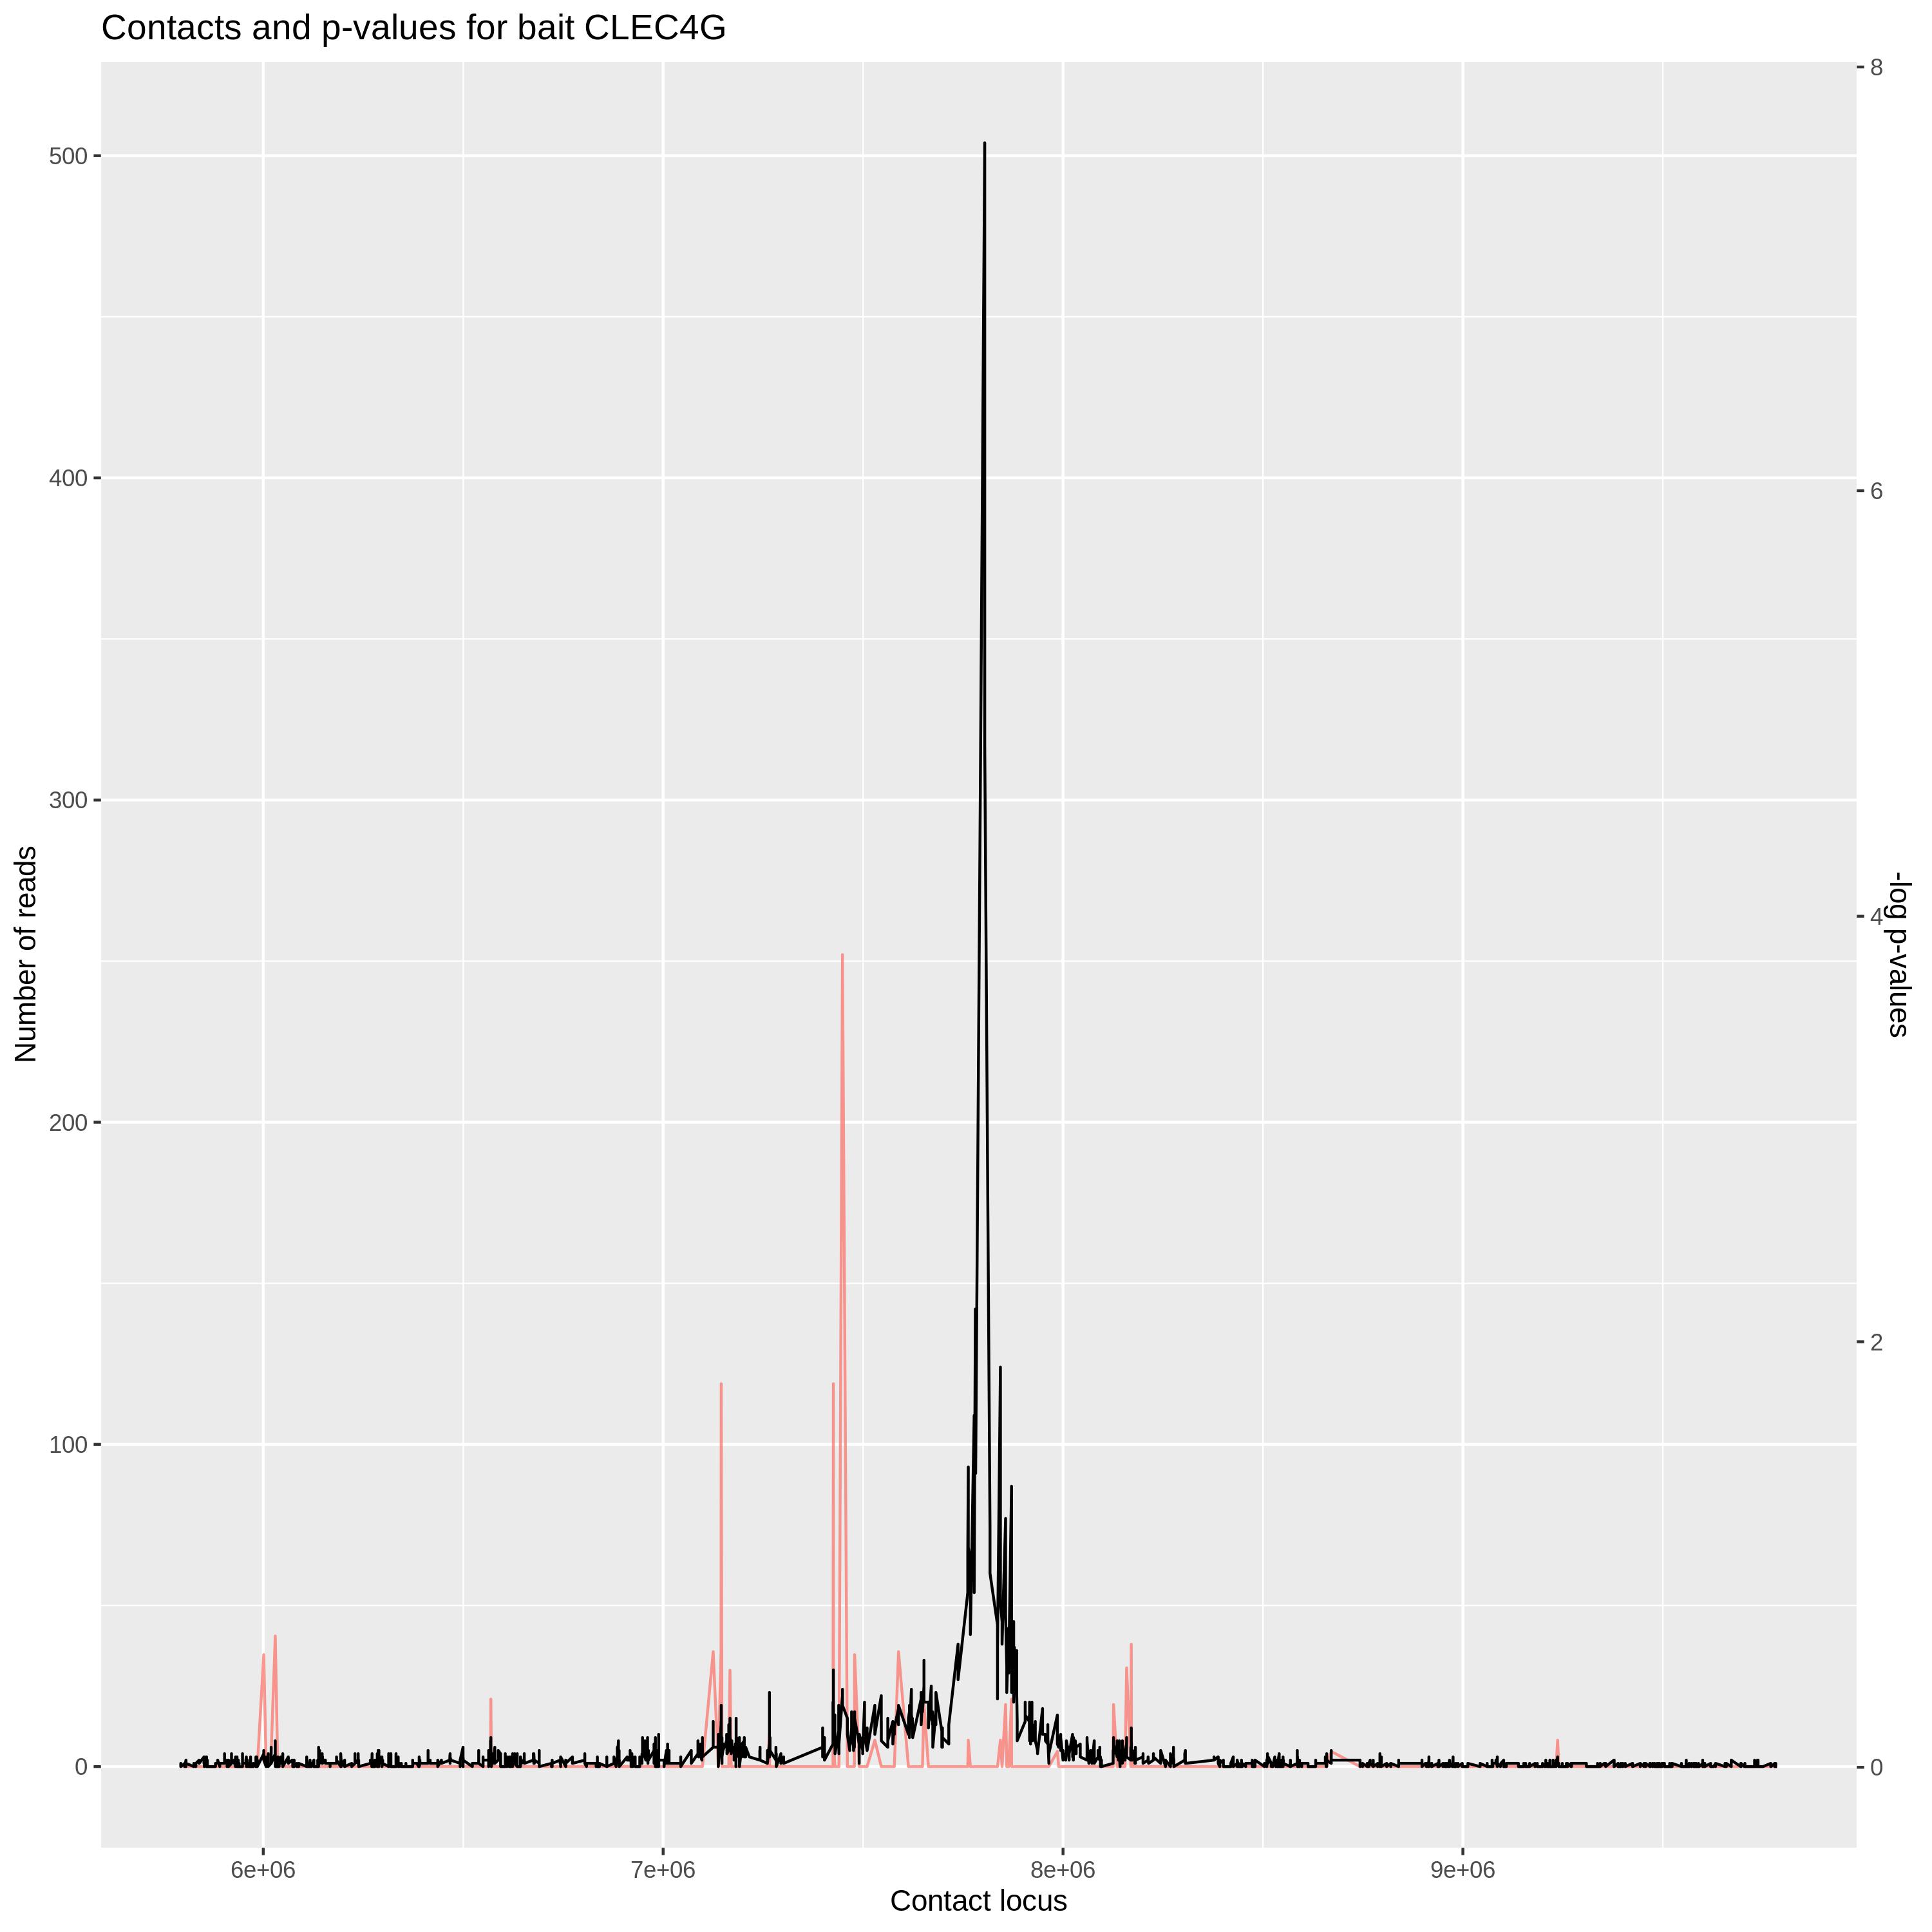 Contacts and p-values for bait CLEC4G
Number of reads
500
400
300
200
100
0
8
6
4
2
0
-log p-values
6e+06 7e+06 8e+06 9e+06
Contact locus